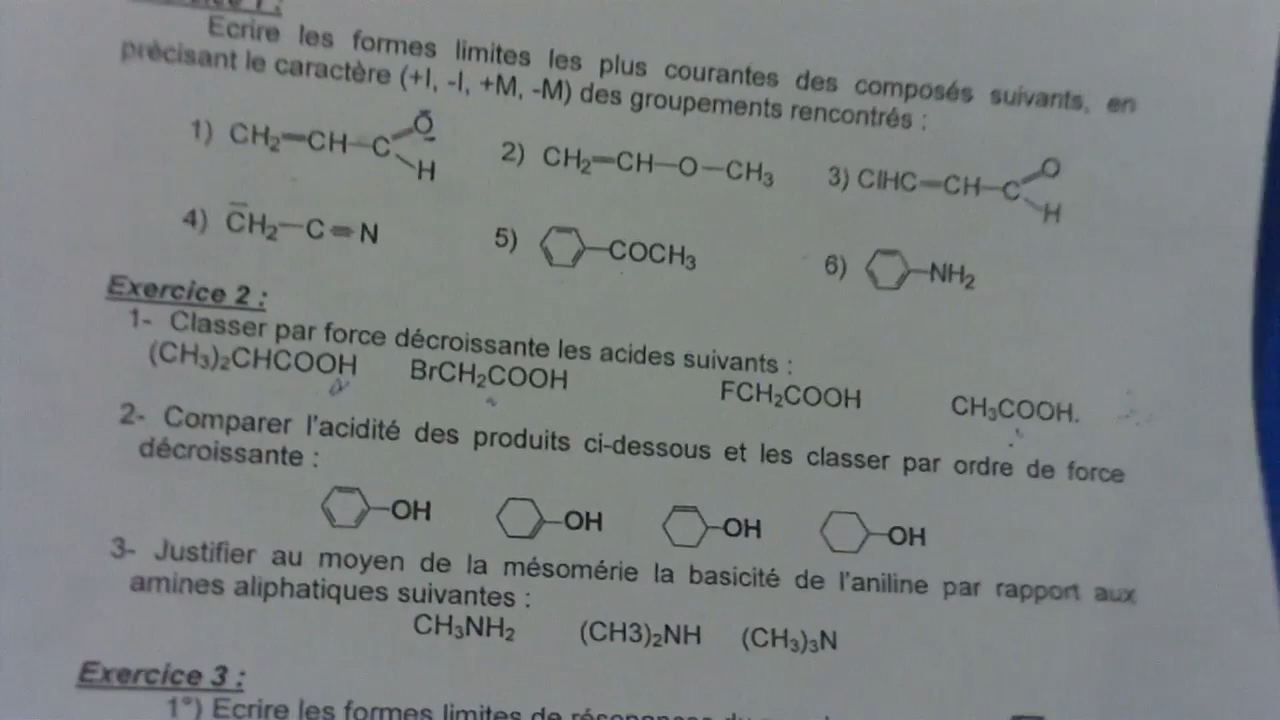 Ecrire les formes limites les plus courantes des composés suivants, en
précisant le caractère (+I, -I, +M, -M) des groupements rencontrés :
1) CH₂=CH-C O H 2) CH₂=CH-O-CH₃ 3) ClHC=CH-C O H
4) C̅H₂-C≡N 5) -COCH₃ 6) -NH₂
Exercice 2 :
1- Classer par force décroissante les acides suivants :
(CH₃)₂CHCOOH BrCH₂COOH FCH₂COOH CH₃COOH.
2- Comparer l'acidité des produits ci-dessous et les classer par ordre de force
décroissante :
-OH -OH -OH -OH
3- Justifier au moyen de la mésomérie la basicité de l'aniline par rapport aux
amines aliphatiques suivantes :
CH₃NH₂ (CH3)₂NH (CH₃)₃N
Exercice 3 :
1°) Ecrire les formes limites de